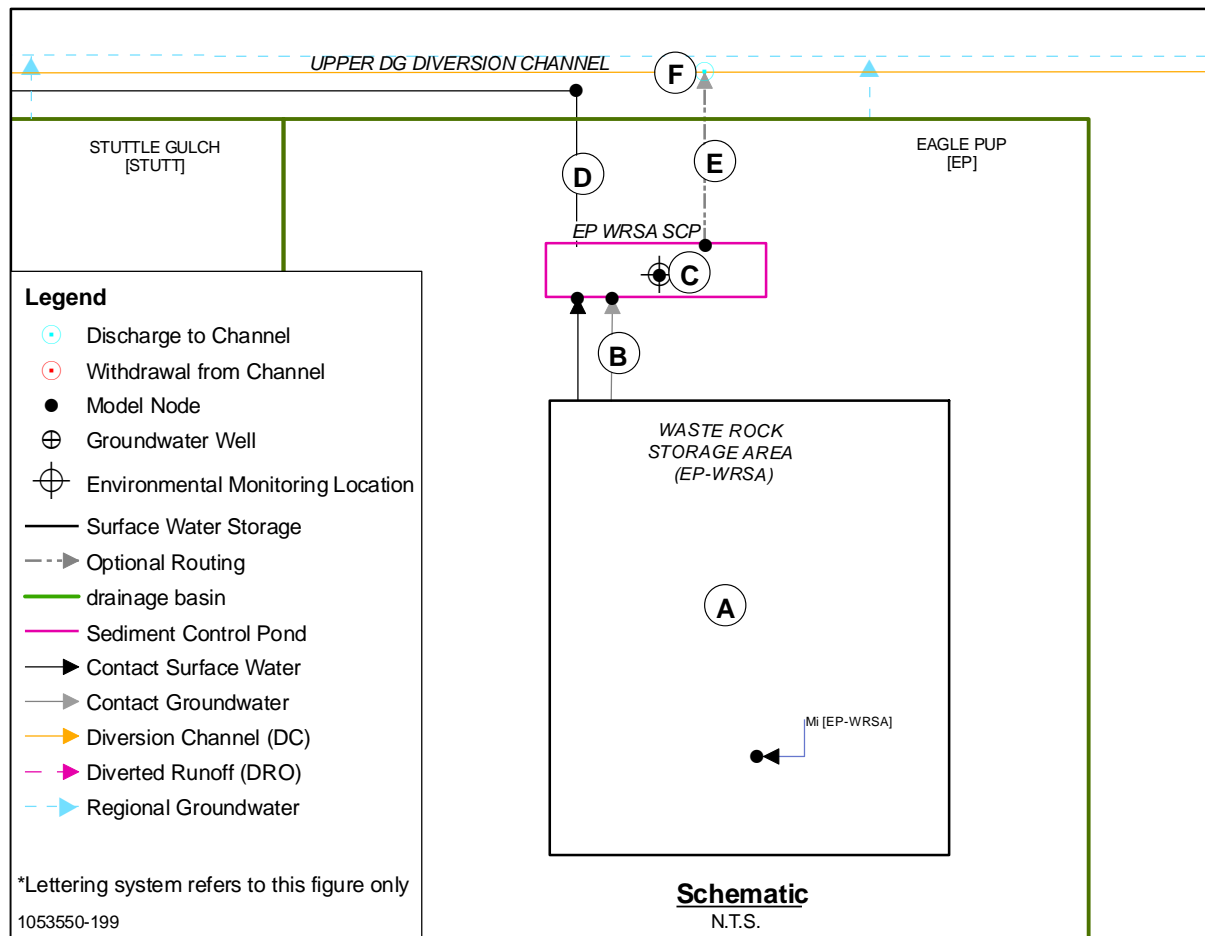 UPPER DG DIVERSION CHANNEL
F
STUTTLE GULCH
[STUTT]
EAGLE PUP
[EP]
E
D
EP WRSA SCP
C
B
WASTE ROCK
STORAGE AREA
(EP-WRSA)
A
Mi [EP-WRSA]
Legend
Discharge to Channel
Withdrawal from Channel
Model Node
Groundwater Well
Environmental Monitoring Location
Surface Water Storage
Optional Routing
drainage basin
Sediment Control Pond
Contact Surface Water
Contact Groundwater
Diversion Channel (DC)
Diverted Runoff (DRO)
Regional Groundwater
*Lettering system refers to this figure only
1053550-199
Schematic
N.T.S.